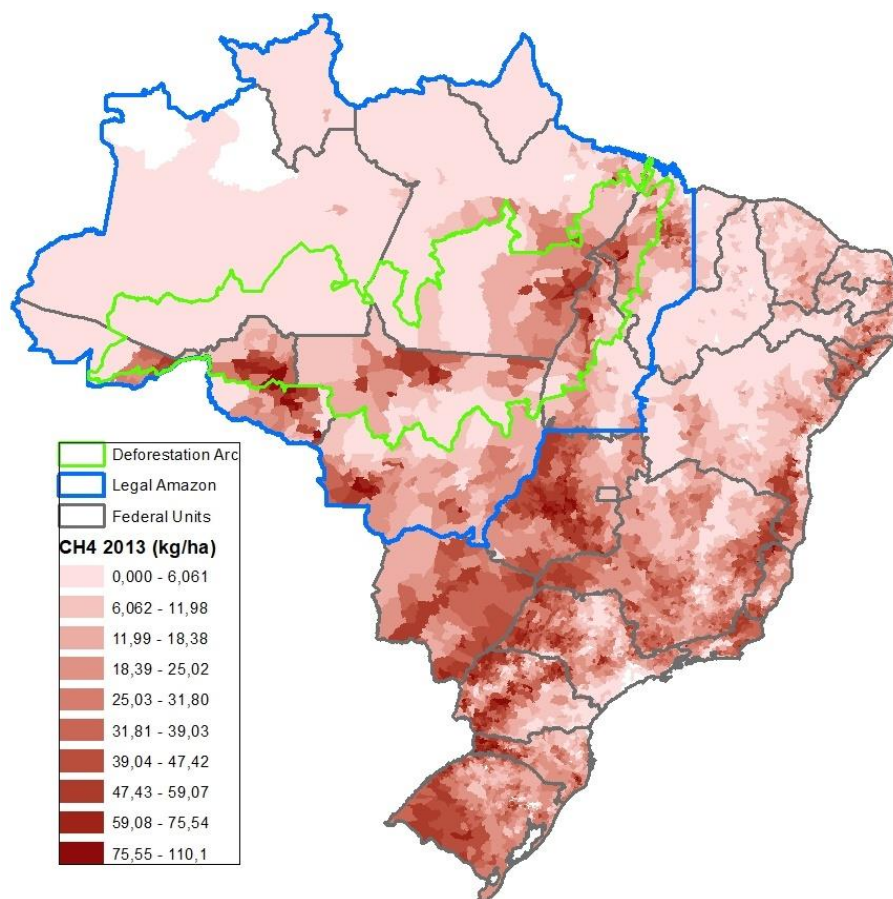 Deforestation Arc
Legal Amazon
Federal Units
CH4 2013 (kg/ha)
0,000 - 6,061
6,062 - 11,98
11,99 - 18,38
18,39 - 25,02
25,03 - 31,80
31,81 - 39,03
39,04 - 47,42
47,43 - 59,07
59,08 - 75,54
75,55 - 110,1